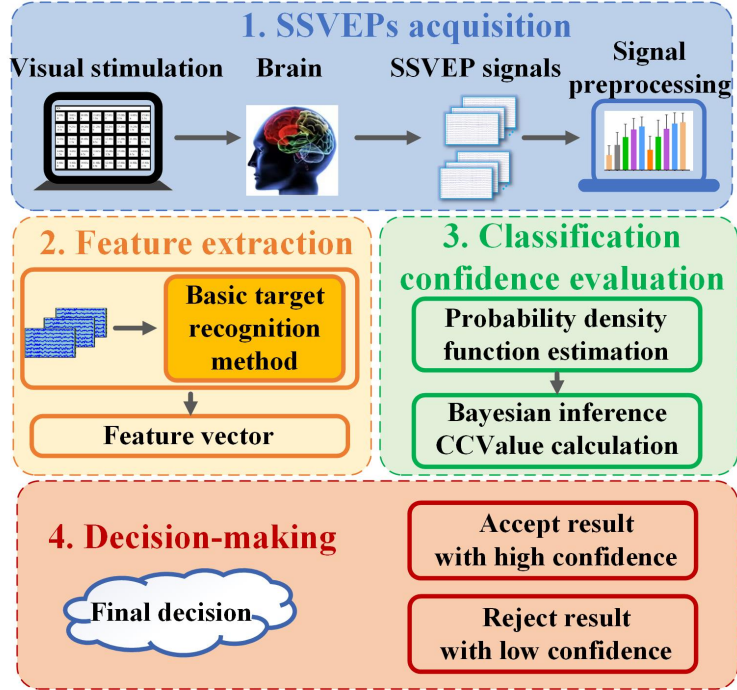 1. SSVEPs acquisition
Visual stimulation
Brain
SSVEP signals
Signal
preprocessing
2. Feature extraction
Basic target
recognition
method
Feature vector
3. Classification
confidence evaluation
Probability density
function estimation
Bayesian inference
CCValue calculation
4. Decision-making
Final decision
Accept result
with high confidence
Reject result
with low confidence